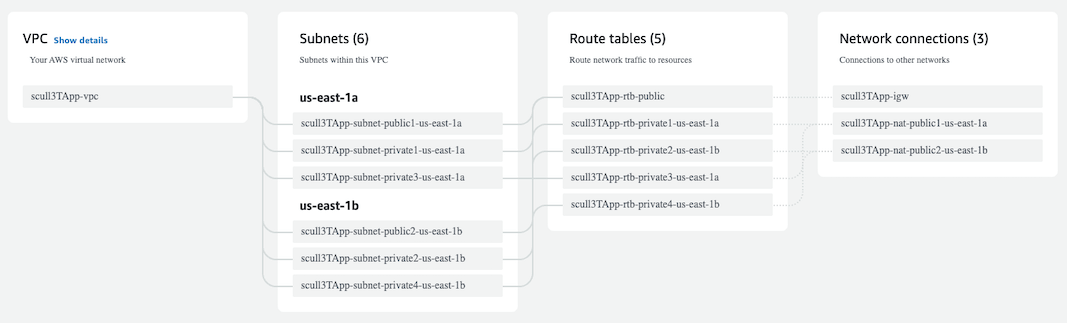 VPC Show details
Your AWS virtual network
scull3TApp-vpc
Subnets (6)
Subnets within this VPC
us-east-1a
scull3TApp-subnet-public1-us-east-1a
scull3TApp-subnet-private1-us-east-1a
scull3TApp-subnet-private3-us-east-1a
us-east-1b
scull3TApp-subnet-public2-us-east-1b
scull3TApp-subnet-private2-us-east-1b
scull3TApp-subnet-private4-us-east-1b
Route tables (5)
Route network traffic to resources
scull3TApp-rtb-public
scull3TApp-rtb-private1-us-east-1a
scull3TApp-rtb-private2-us-east-1b
scull3TApp-rtb-private3-us-east-1a
scull3TApp-rtb-private4-us-east-1b
Network connections (3)
Connections to other networks
scull3TApp-igw
scull3TApp-nat-public1-us-east-1a
scull3TApp-nat-public2-us-east-1b